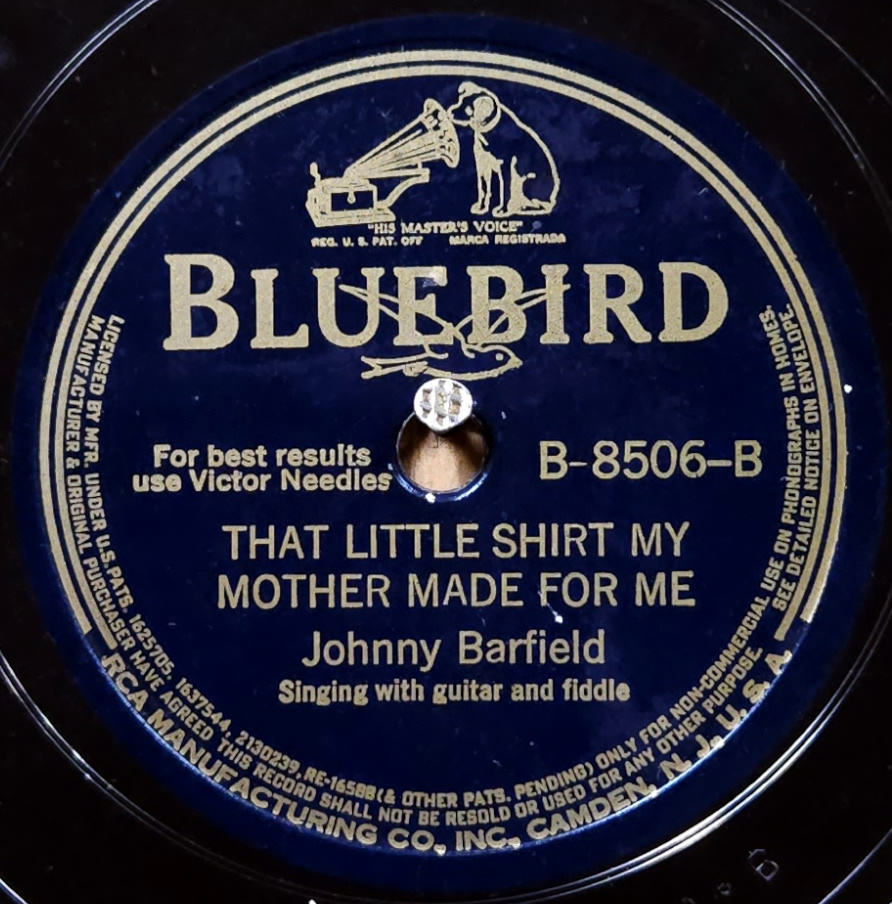 "HIS MASTER'S VOICE"
REG. U. S. PAT. OFF MARCA REGISTRADA
BLUEBIRD
For best results
use Victor Needles
B-8506-B
THAT LITTLE SHIRT MY
MOTHER MADE FOR ME
Johnny Barfield
Singing with guitar and fiddle
LICENSED BY MFR. UNDER U.S. PATS. 1625705, 1637544, 2130239, RE-16588 (& OTHER PATS. PENDING) ONLY FOR NON-COMMERCIAL USE ON PHONOGRAPHS IN HOMES.
MANUFACTURER & ORIGINAL PURCHASER HAVE AGREED THIS RECORD SHALL NOT BE RESOLD OR USED FOR ANY OTHER PURPOSE. SEE DETAILED NOTICE ON ENVELOPE.
RCA MANUFACTURING CO., INC., CAMDEN, N. J., U. S. A.